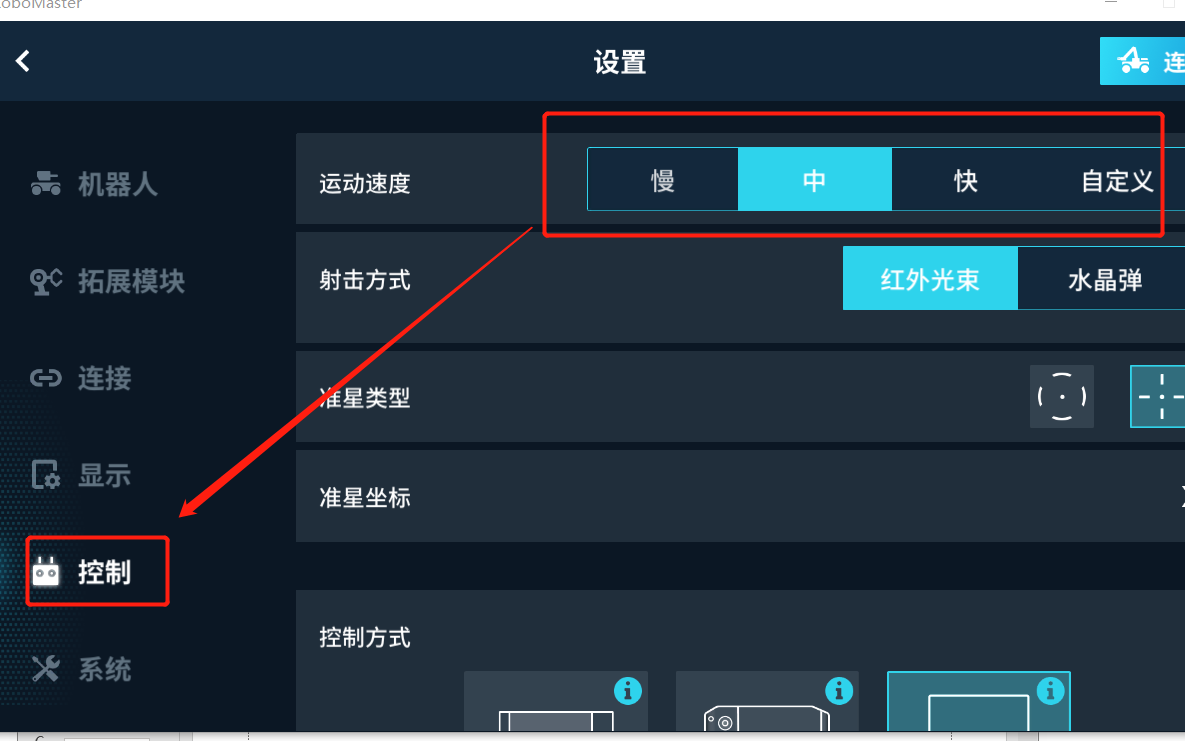 设置
连
机器人
拓展模块
连接
显示
控制
系统
运动速度
慢
中
快
自定义
射击方式
红外光束
水晶弹
准星类型
准星坐标
控制方式